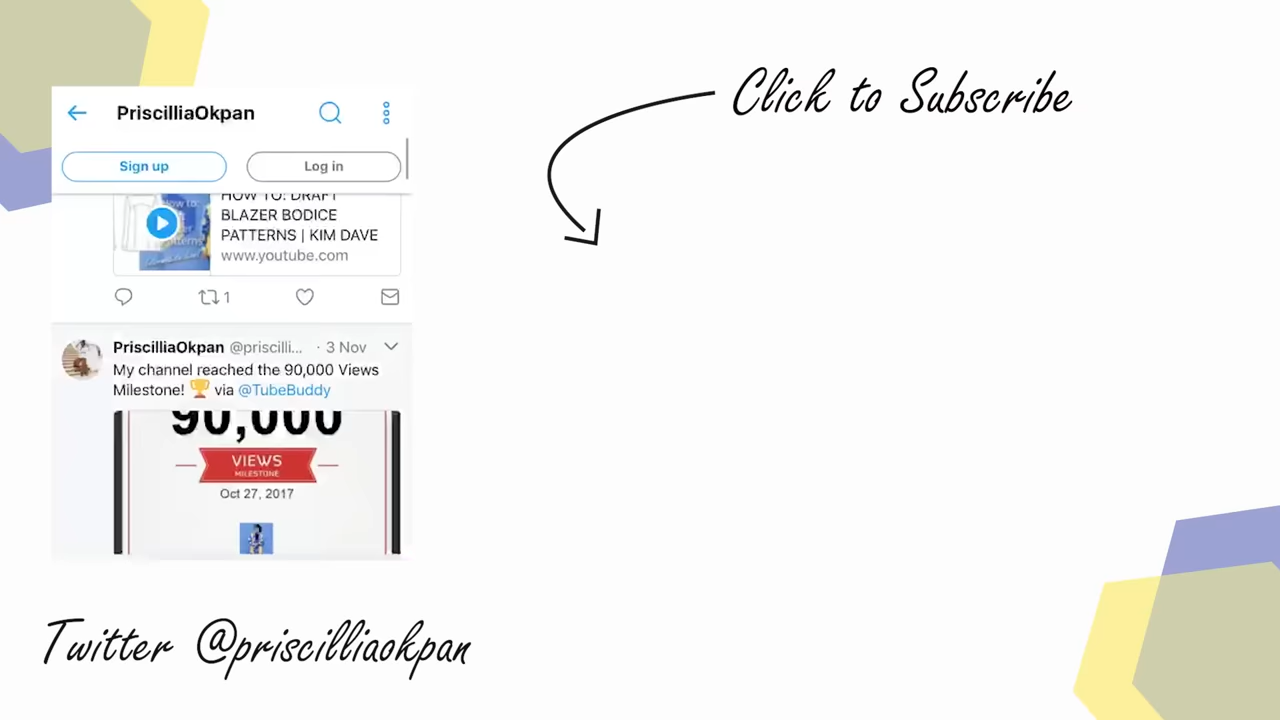 Click to Subscribe
PriscilliaOkpan
Sign up
Log in
HOW TO: DRAFT
BLAZER BODICE
PATTERNS | KIM DAVE
www.youtube.com
1
PriscilliaOkpan @priscilli... · 3 Nov
My channel reached the 90,000 Views
Milestone! 🏆 via @TubeBuddy
90,000
VIEWS
MILESTONE
Oct 27, 2017
Twitter @priscilliaokpan